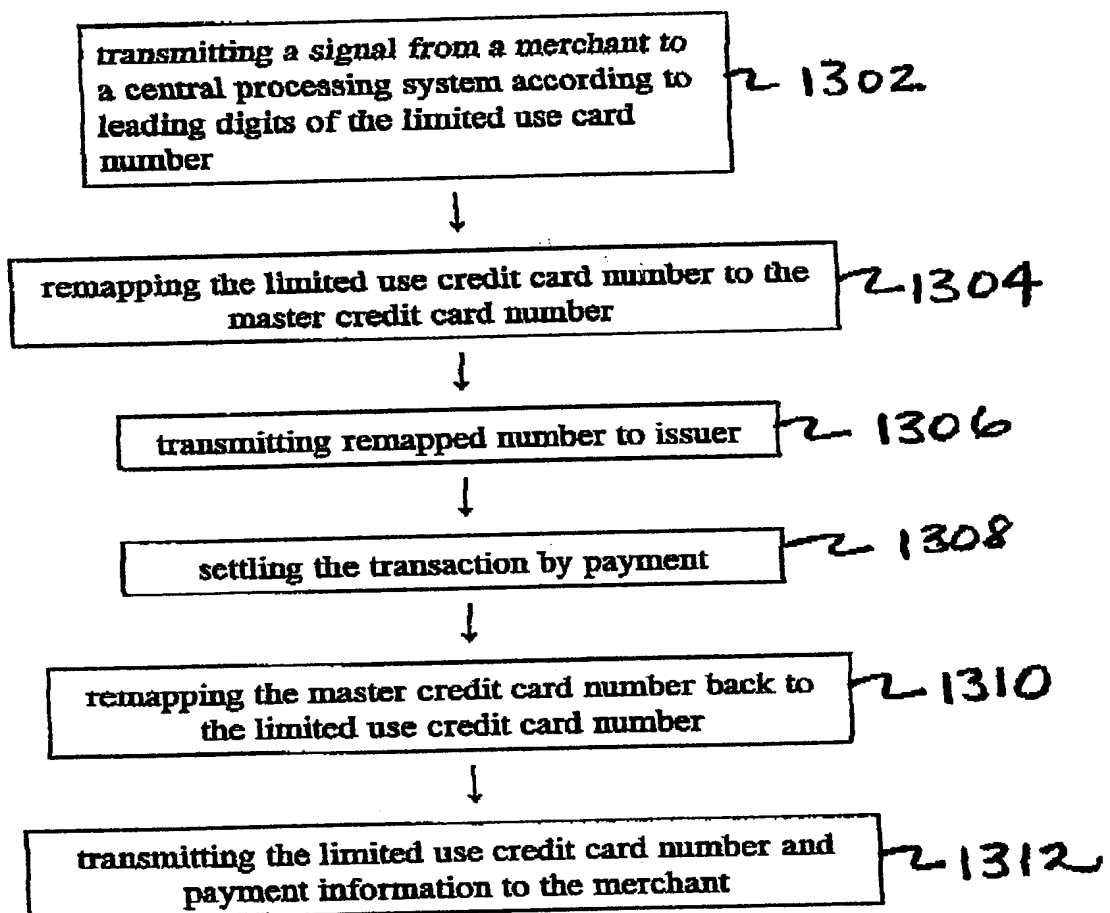 transmitting a signal from a merchant to
a central processing system according to
leading digits of the limited use card
number
1302
remapping the limited use credit card number to the
master credit card number
1304
transmitting remapped number to issuer
1306
settling the transaction by payment
1308
remapping the master credit card number back to
the limited use credit card number
1310
transmitting the limited use credit card number and
payment information to the merchant
1312